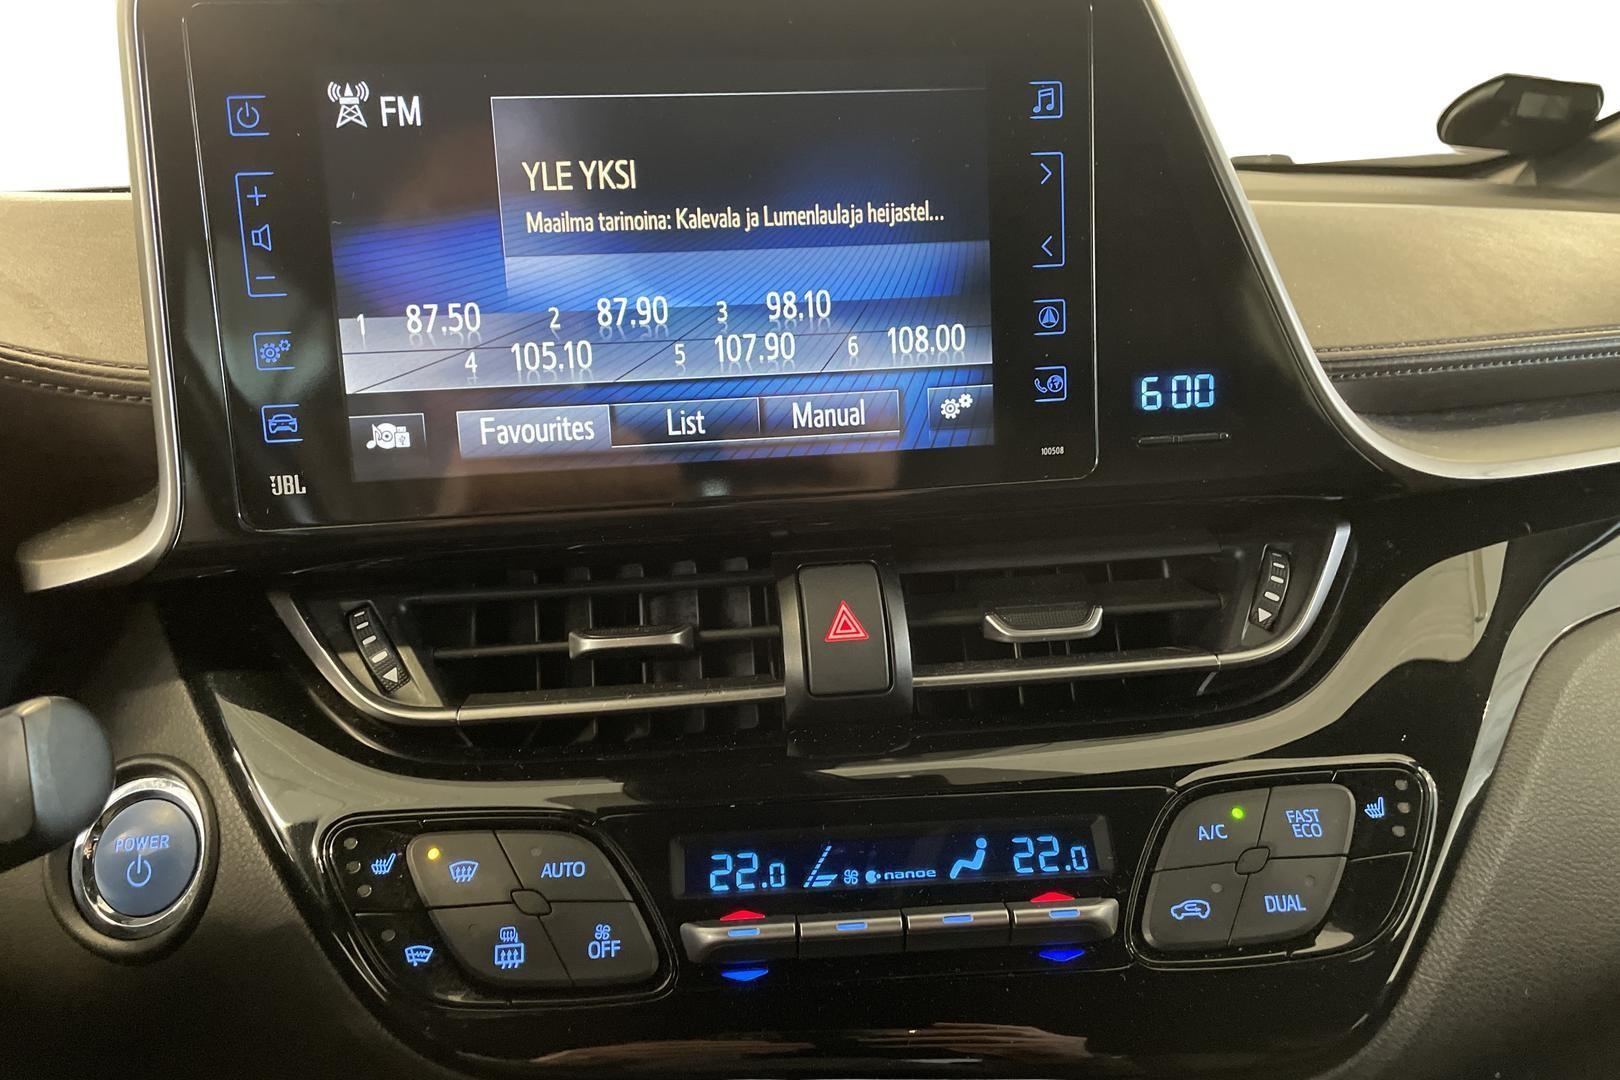 FM
YLE YKSI
Maailma tarinoina: Kalevala ja Lumenlaulaja heijastel...
1 87.50 2 87.90 3 98.10
4 105.10 5 107.90 6 108.00
Favourites List Manual
JBL
100508
6:00
POWER
AUTO
OFF
22.0 nanoe 22.0
A/C
FAST
ECO
DUAL